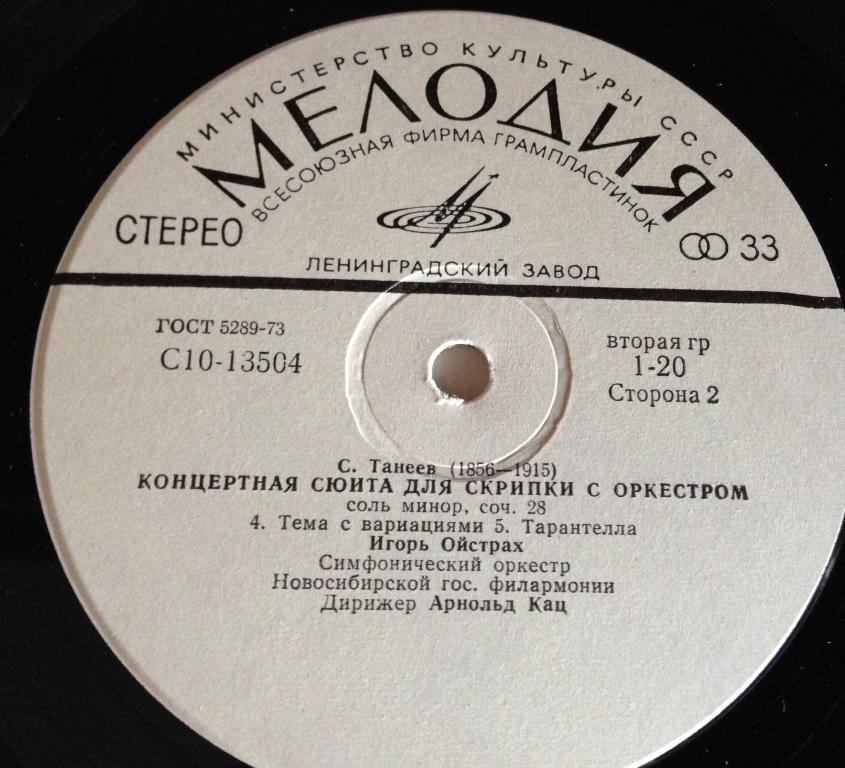 МИНИСТЕРСТВО КУЛЬТУРЫ СССР
МЕЛОДИЯ
ВСЕСОЮЗНАЯ ФИРМА ГРАМПЛАСТИНОК
СТЕРЕО
33
ЛЕНИНГРАДСКИЙ ЗАВОД
ГОСТ 5289-73
С10-13504
вторая гр
1-20
Сторона 2
С. Танеев (1856—1915)
КОНЦЕРТНАЯ СЮИТА ДЛЯ СКРИПКИ С ОРКЕСТРОМ
соль минор, соч. 28
4. Тема с вариациями 5. Тарантелла
Игорь Ойстрах
Симфонический оркестр
Новосибирской гос. филармонии
Дирижер Арнольд Кац